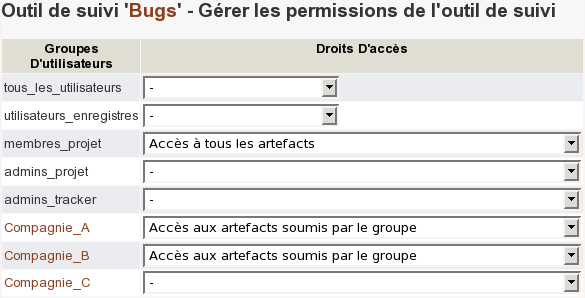 Outil de suivi 'Bugs' - Gérer les permissions de l'outil de suivi
Groupes D'utilisateurs Droits D'accès
tous_les_utilisateurs -
utilisateurs_enregistres -
membres_projet Accès à tous les artefacts
admins_projet -
admins_tracker -
Compagnie_A Accès aux artefacts soumis par le groupe
Compagnie_B Accès aux artefacts soumis par le groupe
Compagnie_C -